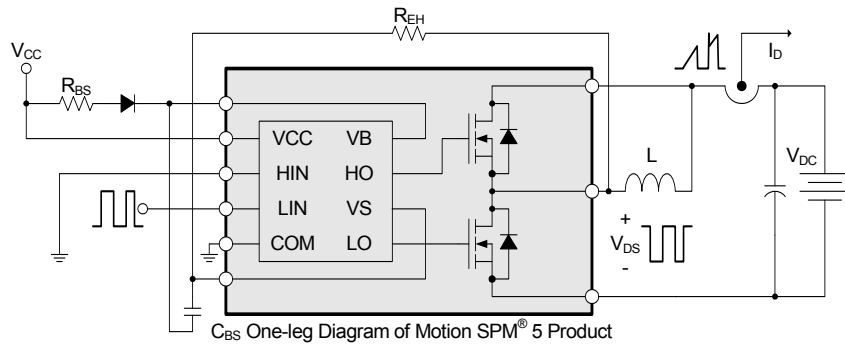 R_EH
V_CC
I_D
R_BS
VCC VB
L
V_DC
HIN HO
LIN VS
+
V_DS
COM LO
-
C_BS One-leg Diagram of Motion SPM® 5 Product